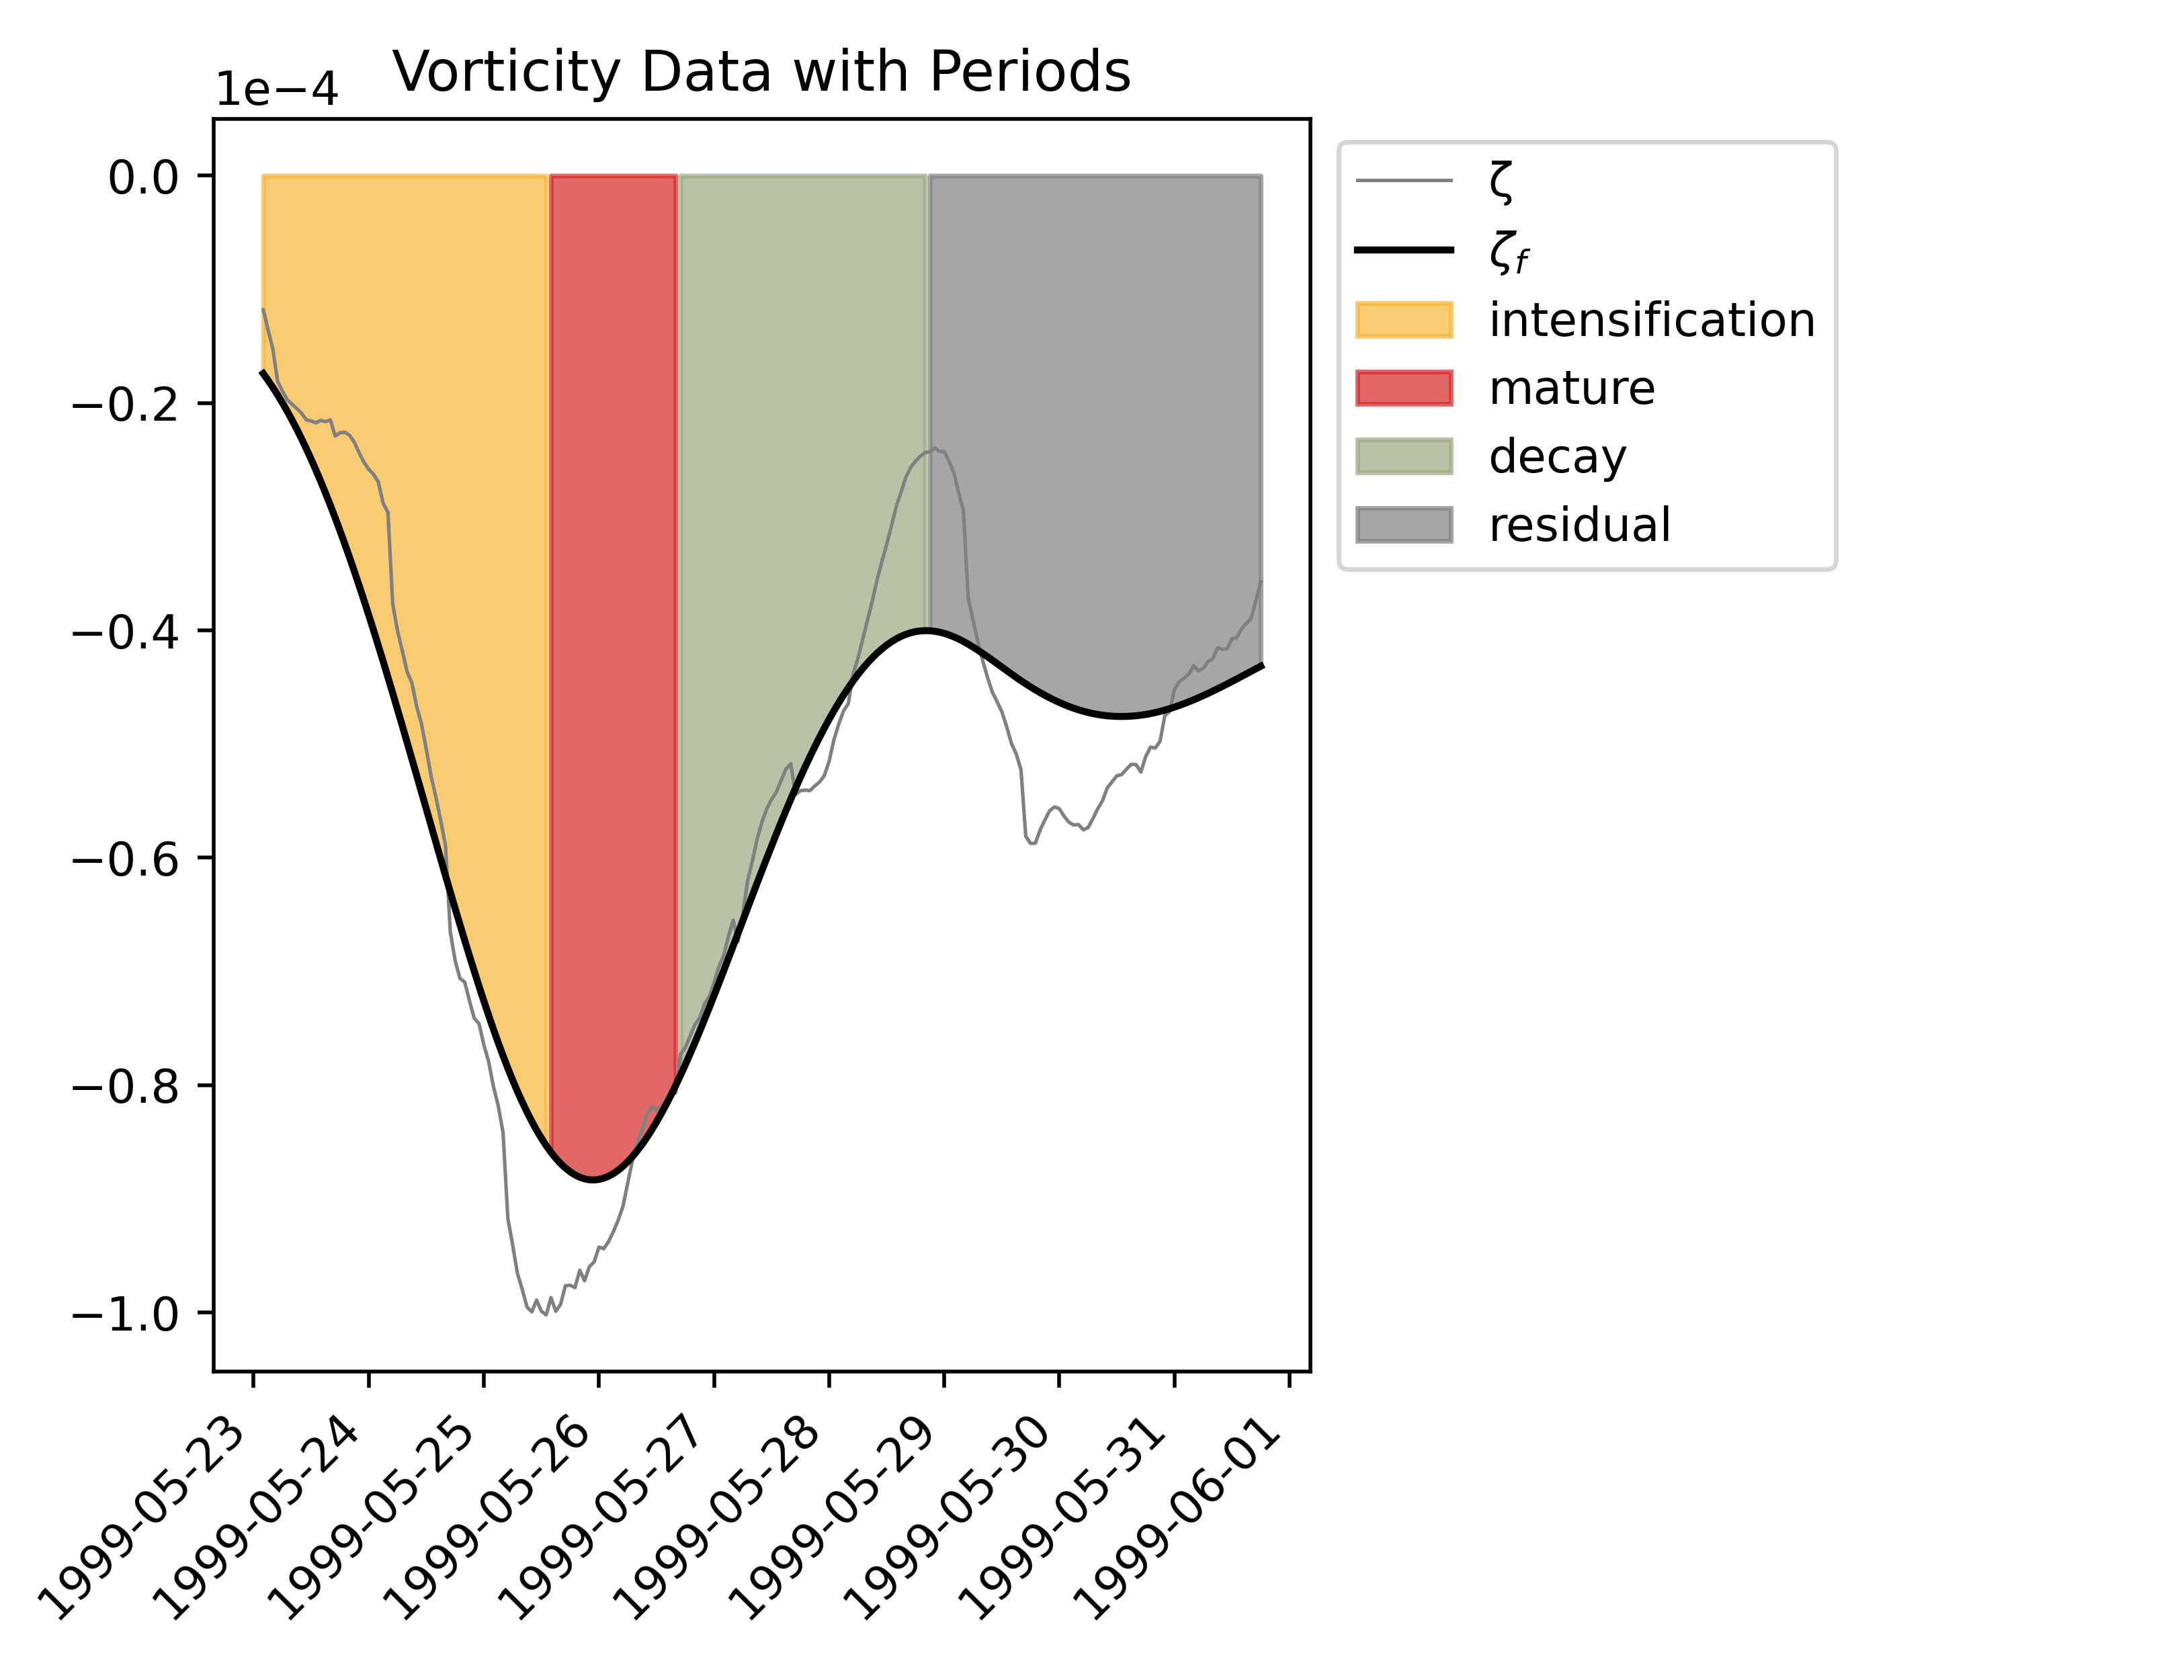 Vorticity Data with Periods
1e−4
0.0
−0.2
−0.4
−0.6
−0.8
−1.0
1999-05-23
1999-05-24
1999-05-25
1999-05-26
1999-05-27
1999-05-28
1999-05-29
1999-05-30
1999-05-31
1999-06-01
ζ
ζf
intensification
mature
decay
residual